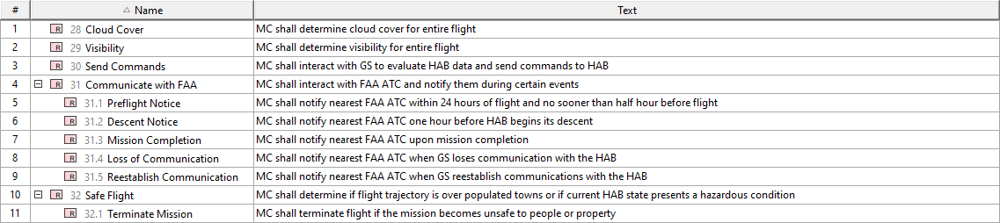 # Name Text
1 R 28 Cloud Cover MC shall determine cloud cover for entire flight
2 R 29 Visibility MC shall determine visibility for entire flight
3 R 30 Send Commands MC shall interact with GS to evaluate HAB data and send commands to HAB
4 R 31 Communicate with FAA MC shall interact with FAA ATC and notify them during certain events
5 R 31.1 Preflight Notice MC shall notify nearest FAA ATC within 24 hours of flight and no sooner than half hour before flight
6 R 31.2 Descent Notice MC shall notify nearest FAA ATC one hour before HAB begins its descent
7 R 31.3 Mission Completion MC shall notify nearest FAA ATC upon mission completion
8 R 31.4 Loss of Communication MC shall notify nearest FAA ATC when GS loses communication with the HAB
9 R 31.5 Reestablish Communication MC shall notify nearest FAA ATC when GS reestablish communications with the HAB
10 R 32 Safe Flight MC shall determine if flight trajectory is over populated towns or if current HAB state presents a hazardous condition
11 R 32.1 Terminate Mission MC shall terminate flight if the mission becomes unsafe to people or property